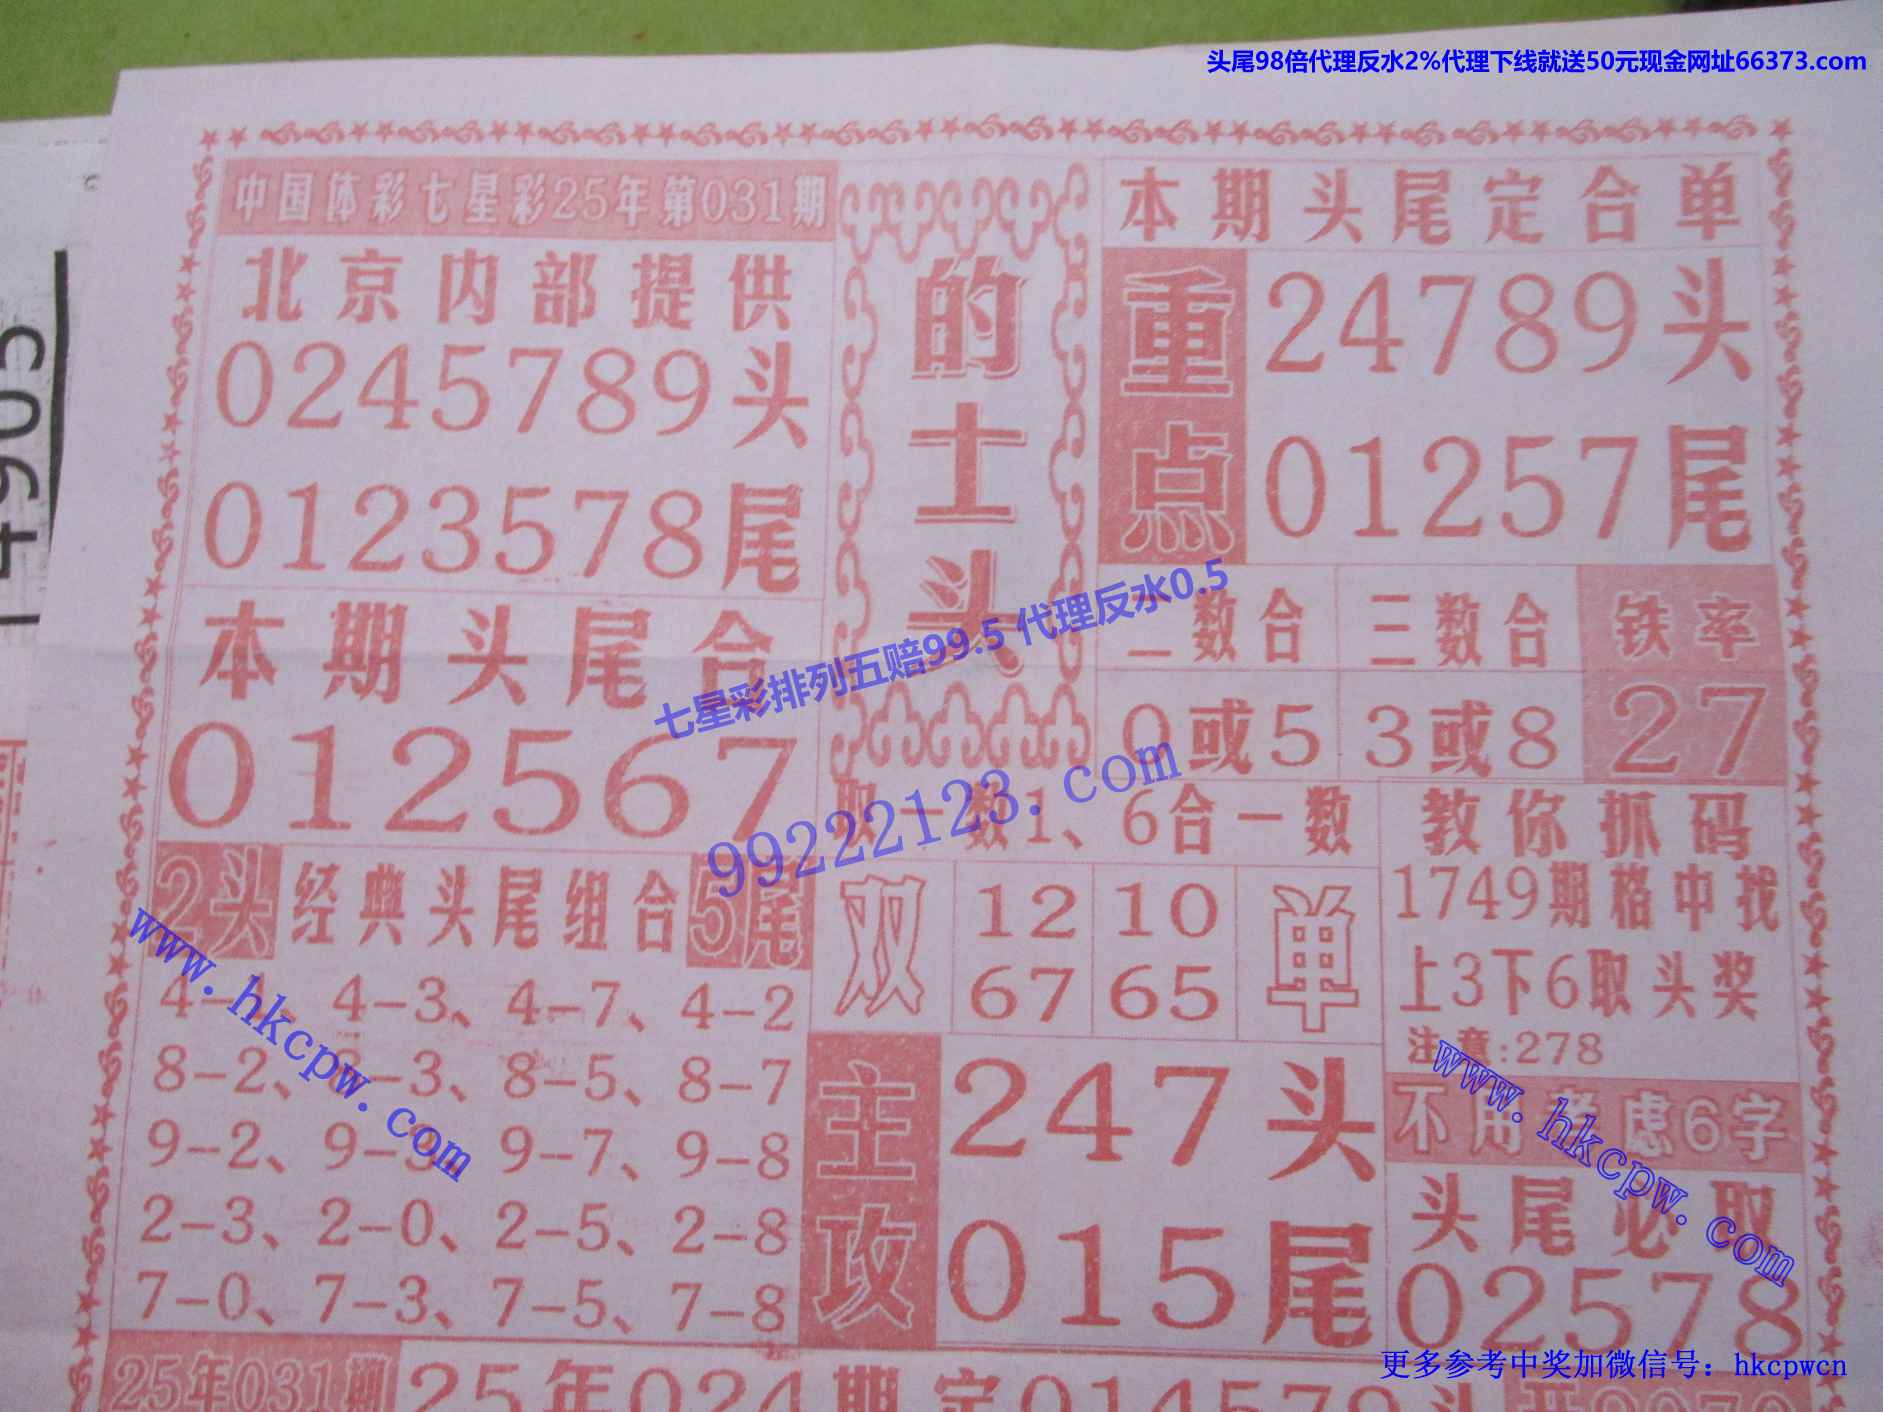 头尾98倍代理反水2%代理下线就送50元现金网址66373.com
中国体彩七星彩25年第031期
北京内部提供
0245789头
0123578尾
本期头尾合
012567
的士头
本期头尾定合单
重点
24789头
01257尾
二数合
三数合
铁率
0或5
3或8
27
取一数1、6合一数
七星彩排列五赔99.5 代理反水0.5
99222123.com
2头
经典头尾组合
5尾
4-1、4-3、4-7、4-2
8-2、8-3、8-5、8-7
9-2、9-3、9-7、9-8
2-3、2-0、2-5、2-8
7-0、7-3、7-5、7-8
www.hkcpw.com
双
12
10
67
65
单
主攻
247头
015尾
教你抓码
1749期格中找
上3下6取头奖
注意:278
不用考虑6字
头尾必取
02578
www.hkcpw.com
14905
25年031期
25年024期定014579头
更多参考中奖加微信号：hkcpwcn